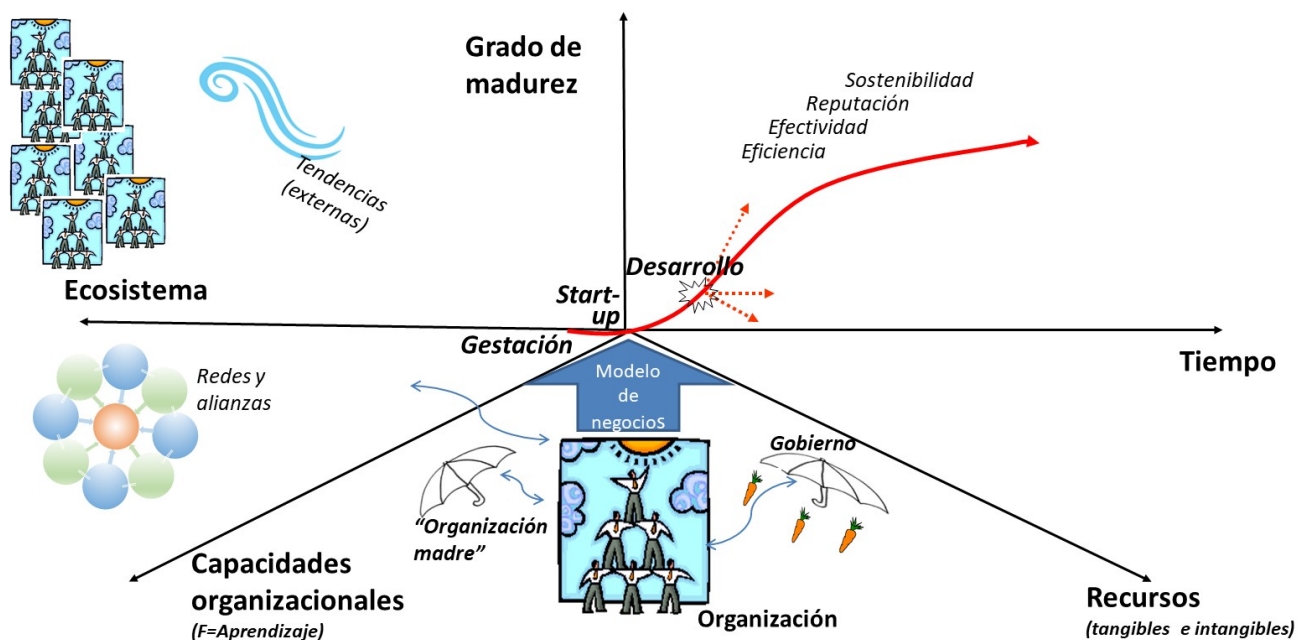 Grado de
madurez
Sostenibilidad
Reputación
Efectividad
Eficiencia
Tendencias
(externas)
Ecosistema
Desarrollo
Start-
up
Gestación
Tiempo
Redes y
alianzas
Modelo
de
negocios
Gobierno
“Organización
madre”
Capacidades
organizacionales
(F=Aprendizaje)
Organización
Recursos
(tangibles e intangibles)